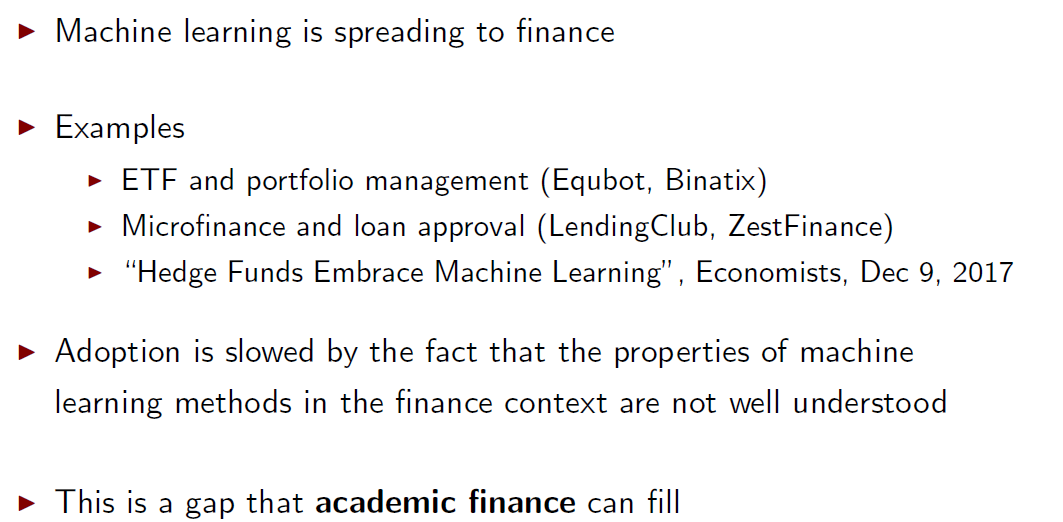 ▶ Machine learning is spreading to finance
▶ Examples
▶ ETF and portfolio management (Equbot, Binatix)
▶ Microfinance and loan approval (LendingClub, ZestFinance)
▶ “Hedge Funds Embrace Machine Learning”, Economists, Dec 9, 2017
▶ Adoption is slowed by the fact that the properties of machine
learning methods in the finance context are not well understood
▶ This is a gap that academic finance can fill